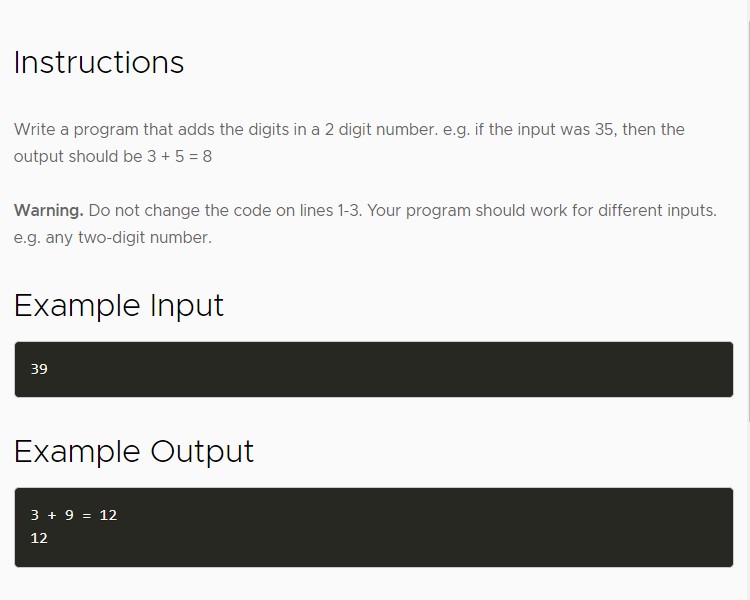 Instructions
Write a program that adds the digits in a 2 digit number. e.g. if the input was 35, then the
output should be 3 + 5 = 8
Warning. Do not change the code on lines 1-3. Your program should work for different inputs.
e.g. any two-digit number.
Example Input
39
Example Output
3 + 9 = 12
12